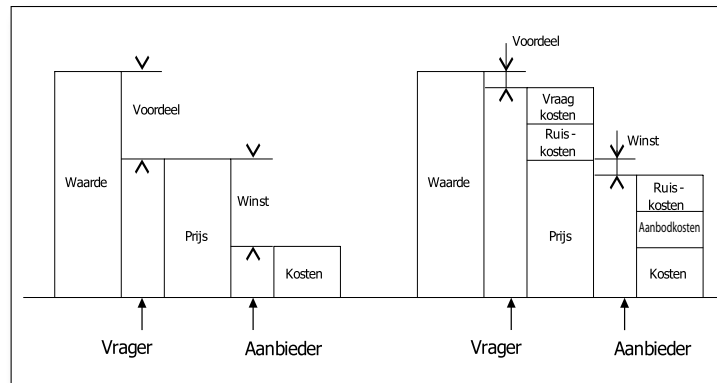 Voordeel
Waarde
Prijs
Winst
Kosten
Vrager
Aanbieder
Voordeel
Waarde
Vraag
kosten
Ruis-
kosten
Prijs
Winst
Ruis-
kosten
Aanbodkosten
Kosten
Vrager
Aanbieder